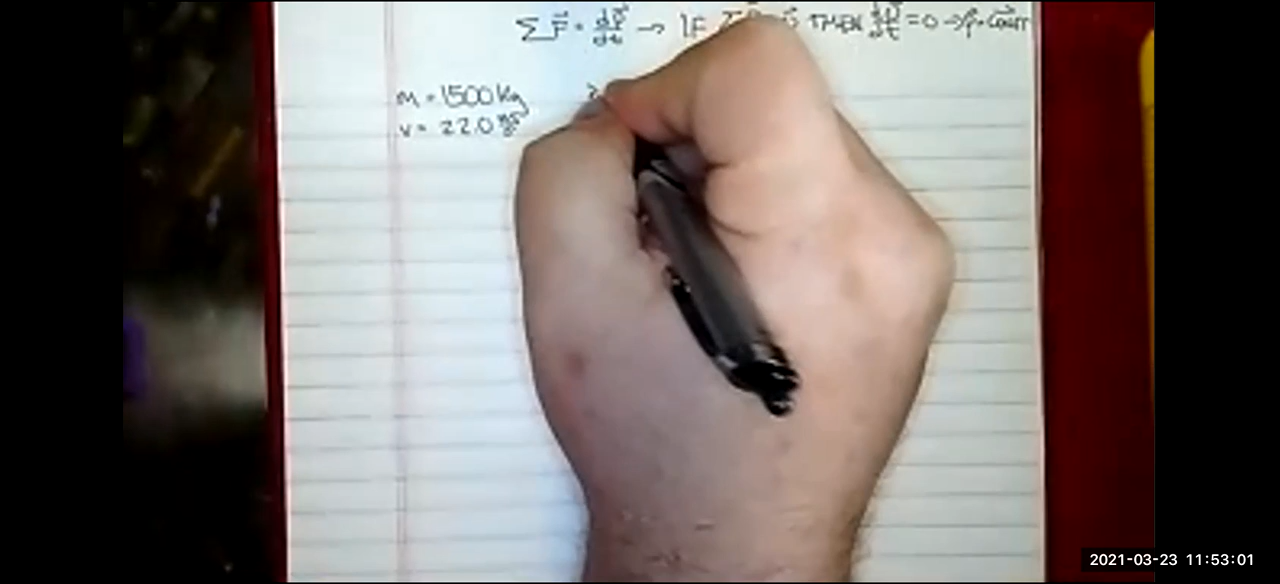 ΣF⃗ = dp⃗/dt → IF THEN dp⃗/dt = 0 → p⃗ = CONST
m = 1500 Kg
v = 22.0 m/s
2021-03-23 11:53:01